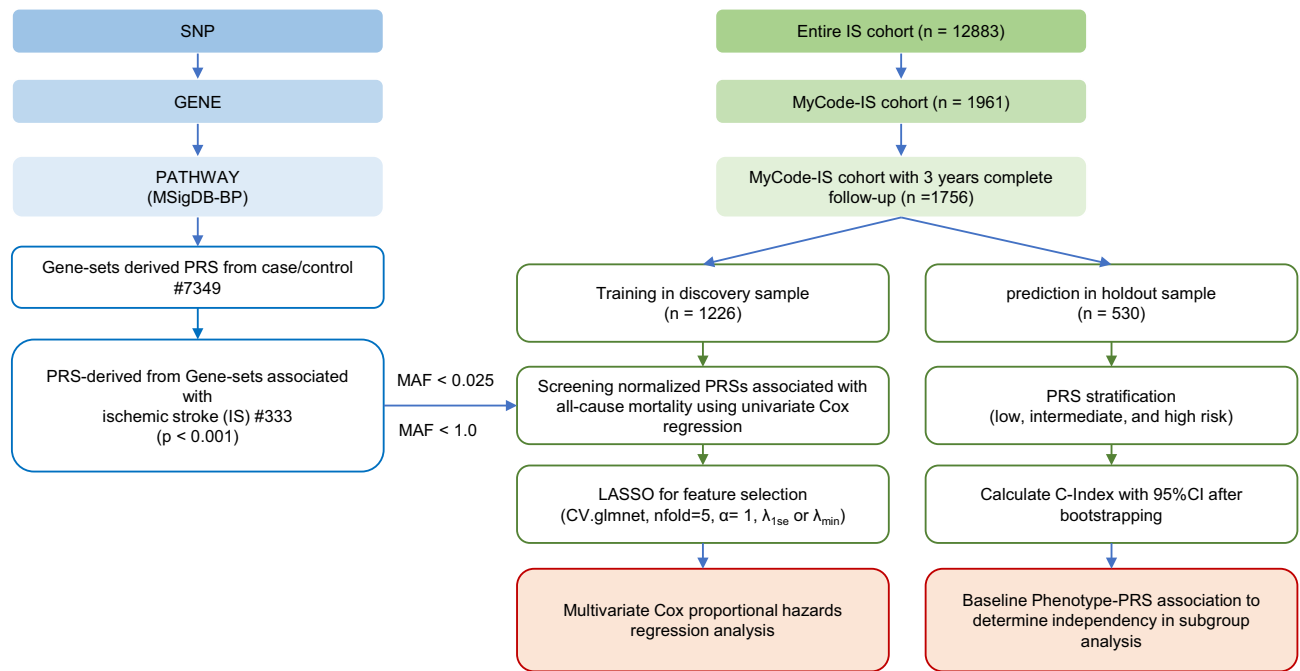 SNP
GENE
PATHWAY
(MSigDB-BP)
Gene-sets derived PRS from case/control
#7349
PRS-derived from Gene-sets associated
with
ischemic stroke (IS) #333
(p < 0.001)
MAF < 0.025
MAF < 1.0
Entire IS cohort (n = 12883)
MyCode-IS cohort (n = 1961)
MyCode-IS cohort with 3 years complete
follow-up (n =1756)
Training in discovery sample
(n = 1226)
Screening normalized PRSs associated with
all-cause mortality using univariate Cox
regression
LASSO for feature selection
(CV.glmnet, nfold=5, α= 1, λ1se or λmin)
Multivariate Cox proportional hazards
regression analysis
prediction in holdout sample
(n = 530)
PRS stratification
(low, intermediate, and high risk)
Calculate C-Index with 95%CI after
bootstrapping
Baseline Phenotype-PRS association to
determine independency in subgroup
analysis